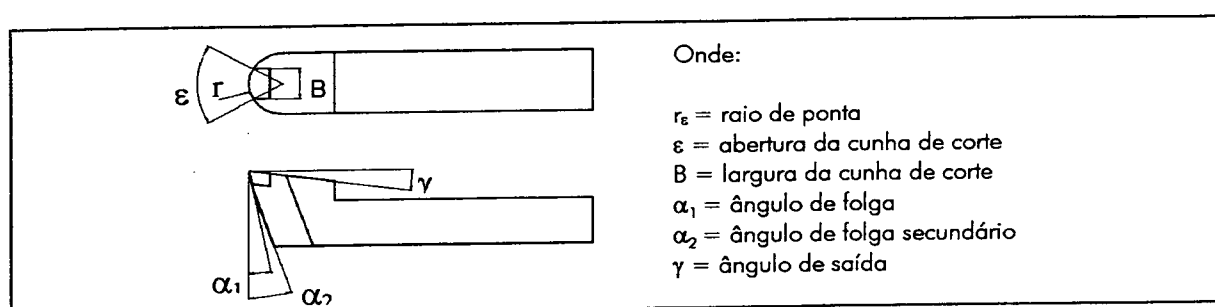 Onde:
ε r B
r_ε = raio de ponta
ε = abertura da cunha de corte
B = largura da cunha de corte
γ
α₁ = ângulo de folga
α₂ = ângulo de folga secundário
γ = ângulo de saída
α₁ α₂